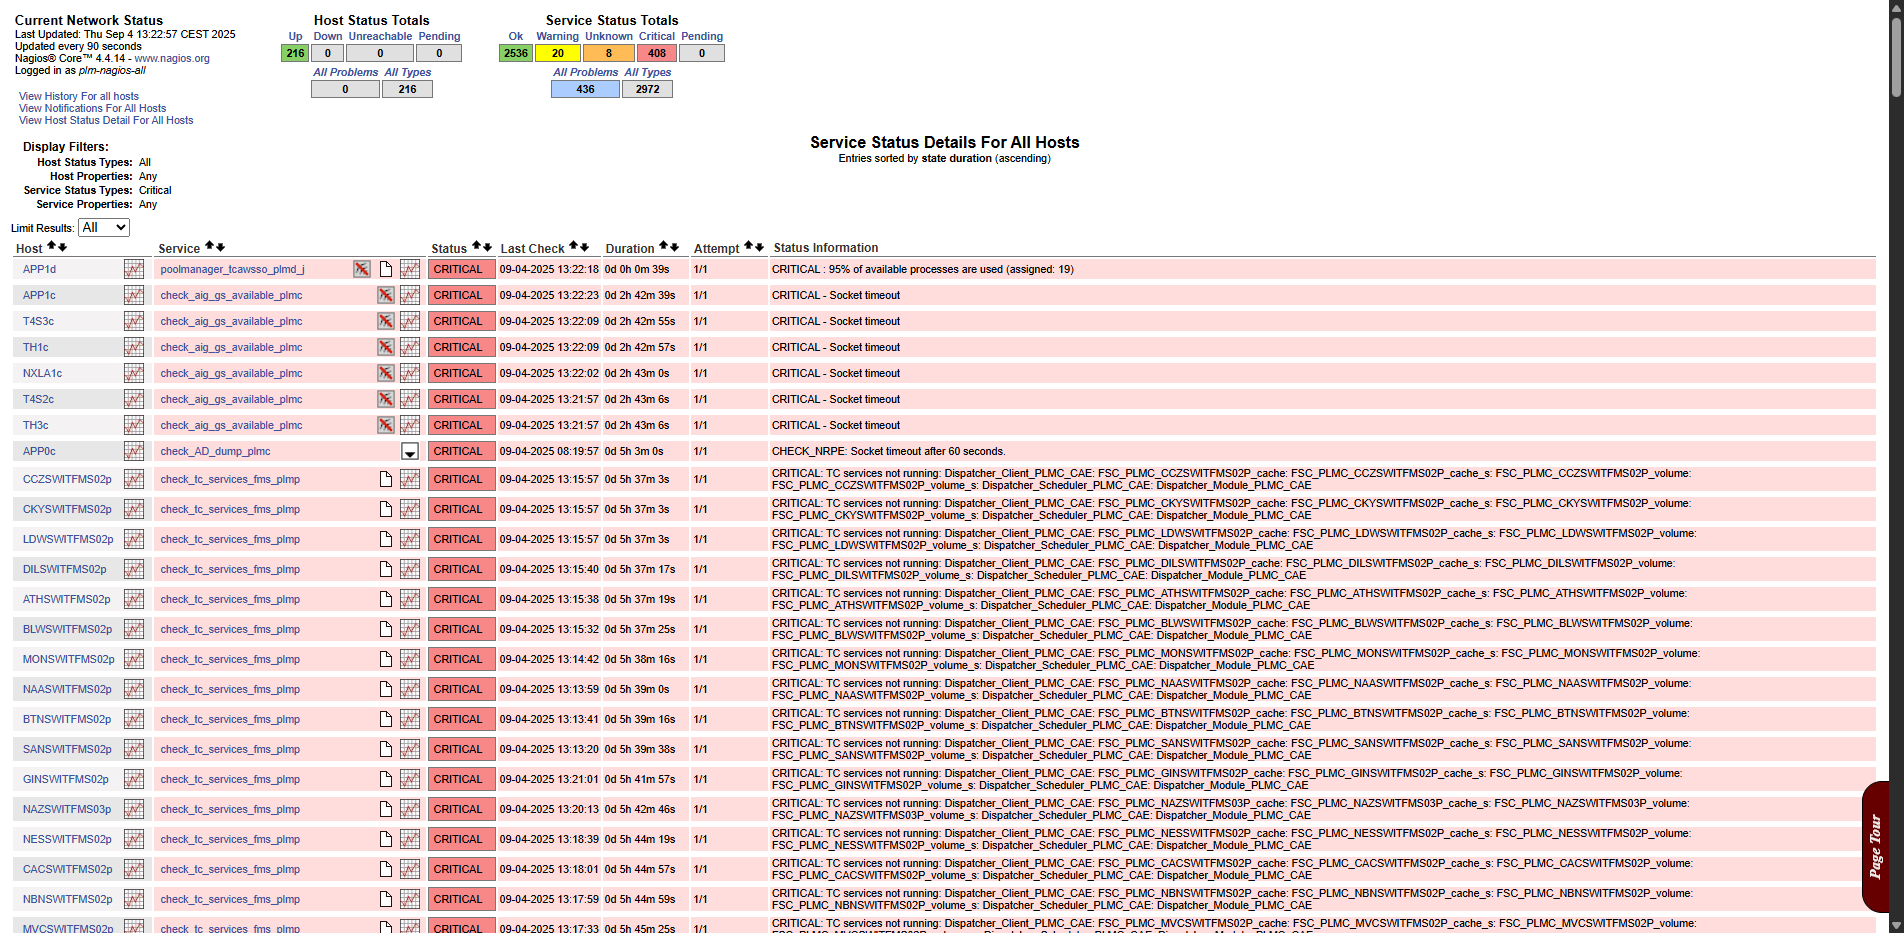 Current Network Status
Last Updated: Thu Sep 4 13:22:57 CEST 2025
Updated every 90 seconds
Nagios® Core™ 4.4.14 - www.nagios.org
Logged in as plm-nagios-all
View History For all hosts
View Notifications For All Hosts
View Host Status Detail For All Hosts
Host Status Totals
Up Down Unreachable Pending
216 0 0 0
All Problems All Types
0 216
Service Status Totals
Ok Warning Unknown Critical Pending
2536 20 8 408 0
All Problems All Types
436 2972
Display Filters:
Host Status Types: All
Host Properties: Any
Service Status Types: Critical
Service Properties: Any
Service Status Details For All Hosts
Entries sorted by state duration (ascending)
Limit Results: All
Host Service Status Last Check Duration Attempt Status Information
APP1d poolmanager_tcawsso_plmd_j CRITICAL 09-04-2025 13:22:18 0d 0h 0m 39s 1/1 CRITICAL : 95% of available processes are used (assigned: 19)
APP1c check_aig_gs_available_plmc CRITICAL 09-04-2025 13:22:23 0d 2h 42m 39s 1/1 CRITICAL - Socket timeout
T4S3c check_aig_gs_available_plmc CRITICAL 09-04-2025 13:22:09 0d 2h 42m 55s 1/1 CRITICAL - Socket timeout
TH1c check_aig_gs_available_plmc CRITICAL 09-04-2025 13:22:09 0d 2h 42m 57s 1/1 CRITICAL - Socket timeout
NXLA1c check_aig_gs_available_plmc CRITICAL 09-04-2025 13:22:02 0d 2h 43m 0s 1/1 CRITICAL - Socket timeout
T4S2c check_aig_gs_available_plmc CRITICAL 09-04-2025 13:21:57 0d 2h 43m 6s 1/1 CRITICAL - Socket timeout
TH3c check_aig_gs_available_plmc CRITICAL 09-04-2025 13:21:57 0d 2h 43m 6s 1/1 CRITICAL - Socket timeout
APP0c check_AD_dump_plmc CRITICAL 09-04-2025 08:19:57 0d 5h 3m 0s 1/1 CHECK_NRPE: Socket timeout after 60 seconds.
CCZSWITFMS02p check_tc_services_fms_plmp CRITICAL 09-04-2025 13:15:57 0d 5h 37m 3s 1/1 CRITICAL: TC services not running: Dispatcher_Client_PLMC_CAE: FSC_PLMC_CCZSWITFMS02P_cache: FSC_PLMC_CCZSWITFMS02P_cache_s: FSC_PLMC_CCZSWITFMS02P_volume:
FSC_PLMC_CCZSWITFMS02P_volume_s: Dispatcher_Scheduler_PLMC_CAE: Dispatcher_Module_PLMC_CAE
CKYSWITFMS02p check_tc_services_fms_plmp CRITICAL 09-04-2025 13:15:57 0d 5h 37m 3s 1/1 CRITICAL: TC services not running: Dispatcher_Client_PLMC_CAE: FSC_PLMC_CKYSWITFMS02P_cache: FSC_PLMC_CKYSWITFMS02P_cache_s: FSC_PLMC_CKYSWITFMS02P_volume:
FSC_PLMC_CKYSWITFMS02P_volume_s: Dispatcher_Scheduler_PLMC_CAE: Dispatcher_Module_PLMC_CAE
LDWSWITFMS02p check_tc_services_fms_plmp CRITICAL 09-04-2025 13:15:57 0d 5h 37m 3s 1/1 CRITICAL: TC services not running: Dispatcher_Client_PLMC_CAE: FSC_PLMC_LDWSWITFMS02P_cache: FSC_PLMC_LDWSWITFMS02P_cache_s: FSC_PLMC_LDWSWITFMS02P_volume:
FSC_PLMC_LDWSWITFMS02P_volume_s: Dispatcher_Scheduler_PLMC_CAE: Dispatcher_Module_PLMC_CAE
DILSWITFMS02p check_tc_services_fms_plmp CRITICAL 09-04-2025 13:15:40 0d 5h 37m 17s 1/1 CRITICAL: TC services not running: Dispatcher_Client_PLMC_CAE: FSC_PLMC_DILSWITFMS02P_cache: FSC_PLMC_DILSWITFMS02P_cache_s: FSC_PLMC_DILSWITFMS02P_volume:
FSC_PLMC_DILSWITFMS02P_volume_s: Dispatcher_Scheduler_PLMC_CAE: Dispatcher_Module_PLMC_CAE
ATHSWITFMS02p check_tc_services_fms_plmp CRITICAL 09-04-2025 13:15:38 0d 5h 37m 19s 1/1 CRITICAL: TC services not running: Dispatcher_Client_PLMC_CAE: FSC_PLMC_ATHSWITFMS02P_cache: FSC_PLMC_ATHSWITFMS02P_cache_s: FSC_PLMC_ATHSWITFMS02P_volume:
FSC_PLMC_ATHSWITFMS02P_volume_s: Dispatcher_Scheduler_PLMC_CAE: Dispatcher_Module_PLMC_CAE
BLWSWITFMS02p check_tc_services_fms_plmp CRITICAL 09-04-2025 13:15:32 0d 5h 37m 25s 1/1 CRITICAL: TC services not running: Dispatcher_Client_PLMC_CAE: FSC_PLMC_BLWSWITFMS02P_cache: FSC_PLMC_BLWSWITFMS02P_cache_s: FSC_PLMC_BLWSWITFMS02P_volume:
FSC_PLMC_BLWSWITFMS02P_volume_s: Dispatcher_Scheduler_PLMC_CAE: Dispatcher_Module_PLMC_CAE
MONSWITFMS02p check_tc_services_fms_plmp CRITICAL 09-04-2025 13:14:42 0d 5h 38m 16s 1/1 CRITICAL: TC services not running: Dispatcher_Client_PLMC_CAE: FSC_PLMC_MONSWITFMS02P_cache: FSC_PLMC_MONSWITFMS02P_cache_s: FSC_PLMC_MONSWITFMS02P_volume:
FSC_PLMC_MONSWITFMS02P_volume_s: Dispatcher_Scheduler_PLMC_CAE: Dispatcher_Module_PLMC_CAE
NAASWITFMS02p check_tc_services_fms_plmp CRITICAL 09-04-2025 13:13:59 0d 5h 39m 0s 1/1 CRITICAL: TC services not running: Dispatcher_Client_PLMC_CAE: FSC_PLMC_NAASWITFMS02P_cache: FSC_PLMC_NAASWITFMS02P_cache_s: FSC_PLMC_NAASWITFMS02P_volume:
FSC_PLMC_NAASWITFMS02P_volume_s: Dispatcher_Scheduler_PLMC_CAE: Dispatcher_Module_PLMC_CAE
BTNSWITFMS02p check_tc_services_fms_plmp CRITICAL 09-04-2025 13:13:41 0d 5h 39m 16s 1/1 CRITICAL: TC services not running: Dispatcher_Client_PLMC_CAE: FSC_PLMC_BTNSWITFMS02P_cache: FSC_PLMC_BTNSWITFMS02P_cache_s: FSC_PLMC_BTNSWITFMS02P_volume:
FSC_PLMC_BTNSWITFMS02P_volume_s: Dispatcher_Scheduler_PLMC_CAE: Dispatcher_Module_PLMC_CAE
SANSWITFMS02p check_tc_services_fms_plmp CRITICAL 09-04-2025 13:13:20 0d 5h 39m 38s 1/1 CRITICAL: TC services not running: Dispatcher_Client_PLMC_CAE: FSC_PLMC_SANSWITFMS02P_cache: FSC_PLMC_SANSWITFMS02P_cache_s: FSC_PLMC_SANSWITFMS02P_volume:
FSC_PLMC_SANSWITFMS02P_volume_s: Dispatcher_Scheduler_PLMC_CAE: Dispatcher_Module_PLMC_CAE
GINSWITFMS02p check_tc_services_fms_plmp CRITICAL 09-04-2025 13:21:01 0d 5h 41m 57s 1/1 CRITICAL: TC services not running: Dispatcher_Client_PLMC_CAE: FSC_PLMC_GINSWITFMS02P_cache: FSC_PLMC_GINSWITFMS02P_cache_s: FSC_PLMC_GINSWITFMS02P_volume:
FSC_PLMC_GINSWITFMS02P_volume_s: Dispatcher_Scheduler_PLMC_CAE: Dispatcher_Module_PLMC_CAE
NAZSWITFMS03p check_tc_services_fms_plmp CRITICAL 09-04-2025 13:20:13 0d 5h 42m 46s 1/1 CRITICAL: TC services not running: Dispatcher_Client_PLMC_CAE: FSC_PLMC_NAZSWITFMS03P_cache: FSC_PLMC_NAZSWITFMS03P_cache_s: FSC_PLMC_NAZSWITFMS03P_volume:
FSC_PLMC_NAZSWITFMS03P_volume_s: Dispatcher_Scheduler_PLMC_CAE: Dispatcher_Module_PLMC_CAE
NESSWITFMS02p check_tc_services_fms_plmp CRITICAL 09-04-2025 13:18:39 0d 5h 44m 19s 1/1 CRITICAL: TC services not running: Dispatcher_Client_PLMC_CAE: FSC_PLMC_NESSWITFMS02P_cache: FSC_PLMC_NESSWITFMS02P_cache_s: FSC_PLMC_NESSWITFMS02P_volume:
FSC_PLMC_NESSWITFMS02P_volume_s: Dispatcher_Scheduler_PLMC_CAE: Dispatcher_Module_PLMC_CAE
CACSWITFMS02p check_tc_services_fms_plmp CRITICAL 09-04-2025 13:18:01 0d 5h 44m 57s 1/1 CRITICAL: TC services not running: Dispatcher_Client_PLMC_CAE: FSC_PLMC_CACSWITFMS02P_cache: FSC_PLMC_CACSWITFMS02P_cache_s: FSC_PLMC_CACSWITFMS02P_volume:
FSC_PLMC_CACSWITFMS02P_volume_s: Dispatcher_Scheduler_PLMC_CAE: Dispatcher_Module_PLMC_CAE
NBNSWITFMS02p check_tc_services_fms_plmp CRITICAL 09-04-2025 13:17:59 0d 5h 44m 59s 1/1 CRITICAL: TC services not running: Dispatcher_Client_PLMC_CAE: FSC_PLMC_NBNSWITFMS02P_cache: FSC_PLMC_NBNSWITFMS02P_cache_s: FSC_PLMC_NBNSWITFMS02P_volume:
FSC_PLMC_NBNSWITFMS02P_volume_s: Dispatcher_Scheduler_PLMC_CAE: Dispatcher_Module_PLMC_CAE
MVCSWITFMS02p check_tc_services_fms_plmp CRITICAL 09-04-2025 13:17:33 0d 5h 45m 25s 1/1 CRITICAL: TC services not running: Dispatcher_Client_PLMC_CAE: FSC_PLMC_MVCSWITFMS02P_cache: FSC_PLMC_MVCSWITFMS02P_cache_s: FSC_PLMC_MVCSWITFMS02P_volume:
Page Tour